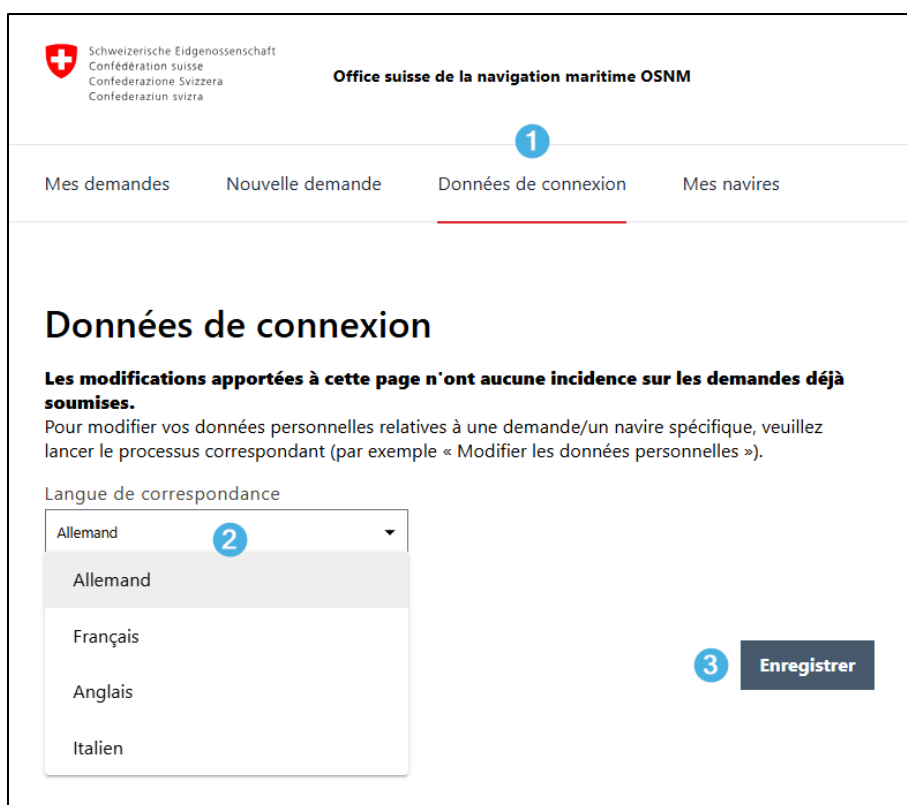 Schweizerische Eidgenossenschaft
Confédération suisse
Confederazione Svizzera
Confederaziun svizra
Office suisse de la navigation maritime OSNM
1
Mes demandes Nouvelle demande Données de connexion Mes navires
Données de connexion
Les modifications apportées à cette page n'ont aucune incidence sur les demandes déjà
soumises.
Pour modifier vos données personnelles relatives à une demande/un navire spécifique, veuillez
lancer le processus correspondant (par exemple « Modifier les données personnelles »).
Langue de correspondance
Allemand 2
Allemand
Français
Anglais
3 Enregistrer
Italien